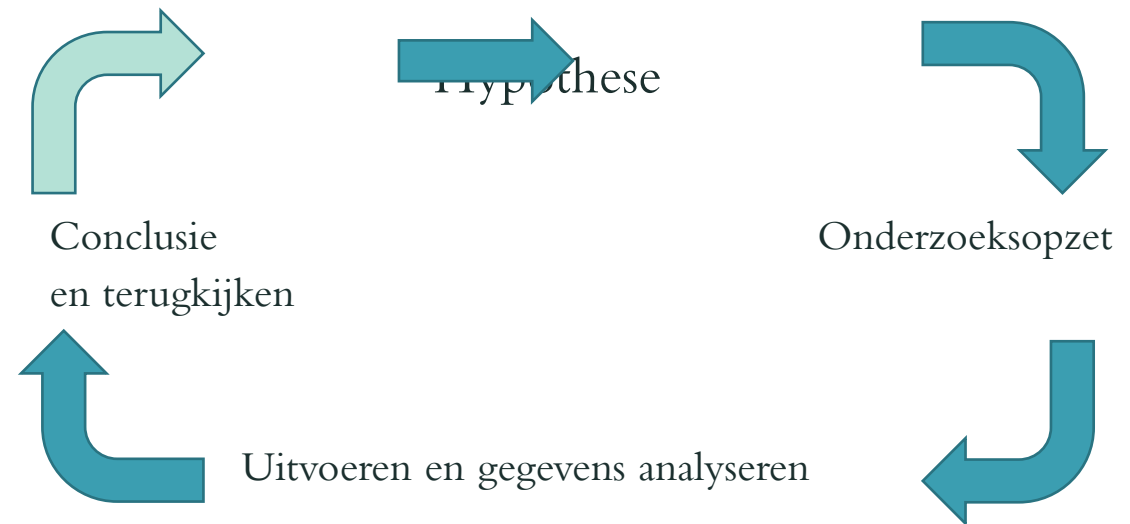 Hypothese
Conclusie
en terugkijken
Onderzoeksopzet
Uitvoeren en gegevens analyseren